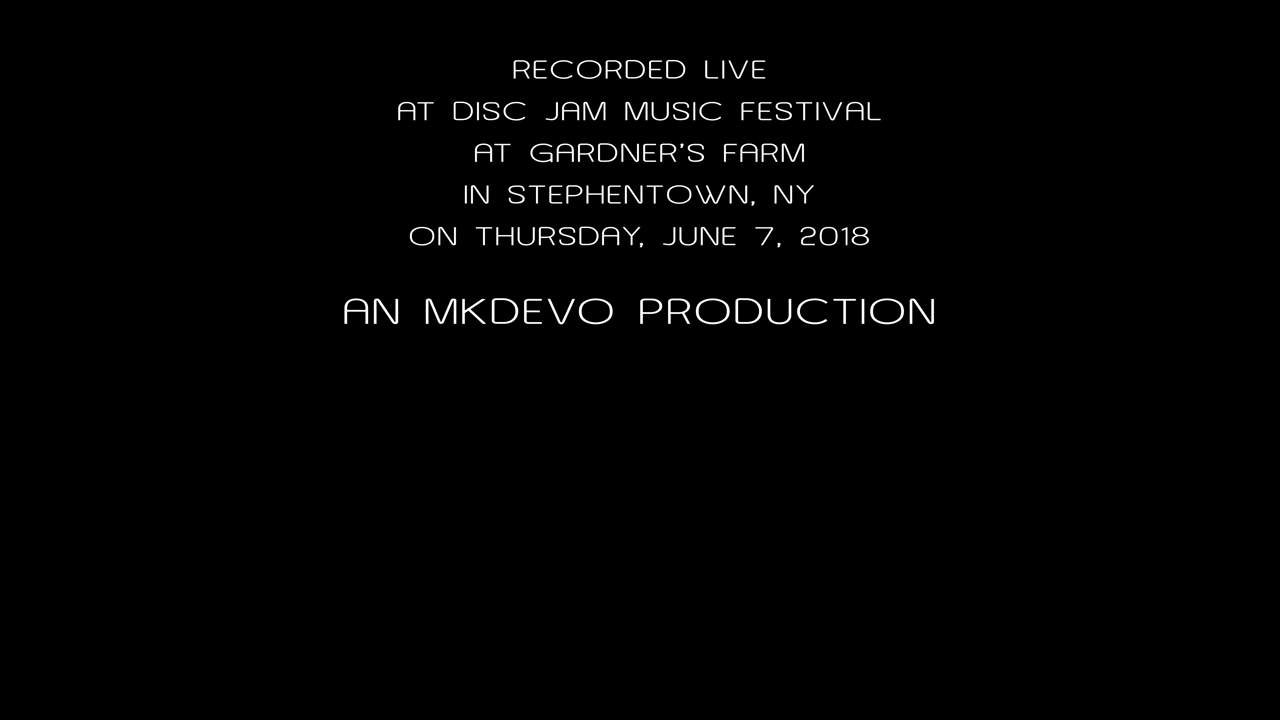 RECORDED LIVE
AT DISC JAM MUSIC FESTIVAL
AT GARDNER'S FARM
IN STEPHENTOWN, NY
ON THURSDAY, JUNE 7, 2018
AN MKDEVO PRODUCTION